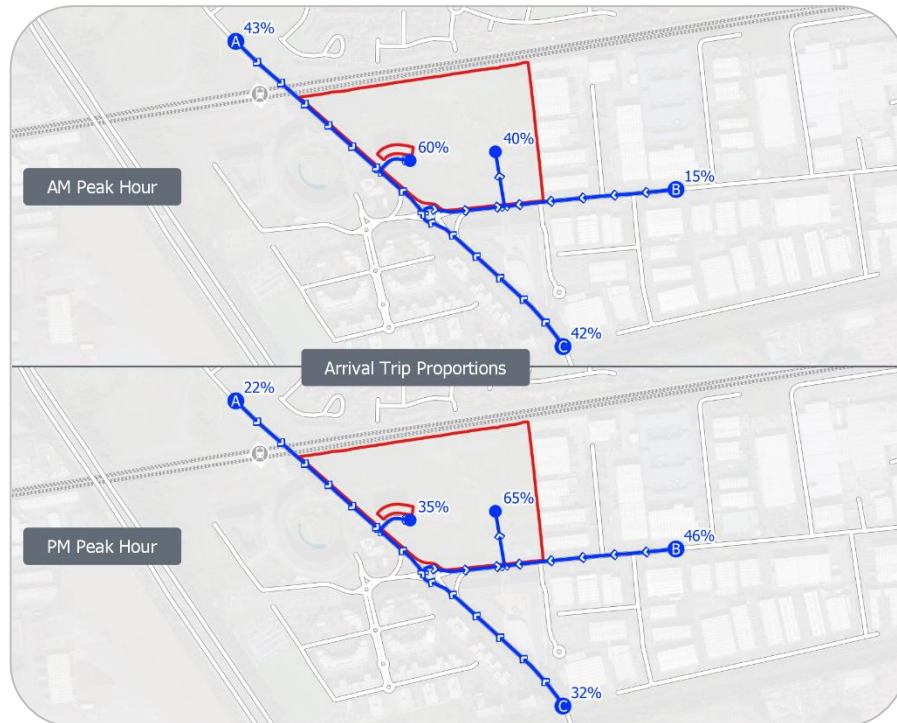 A 43%
60%
40%
AM Peak Hour
15%
B
42%
C
Arrival Trip Proportions
A 22%
35%
65%
PM Peak Hour
46%
B
32%
C